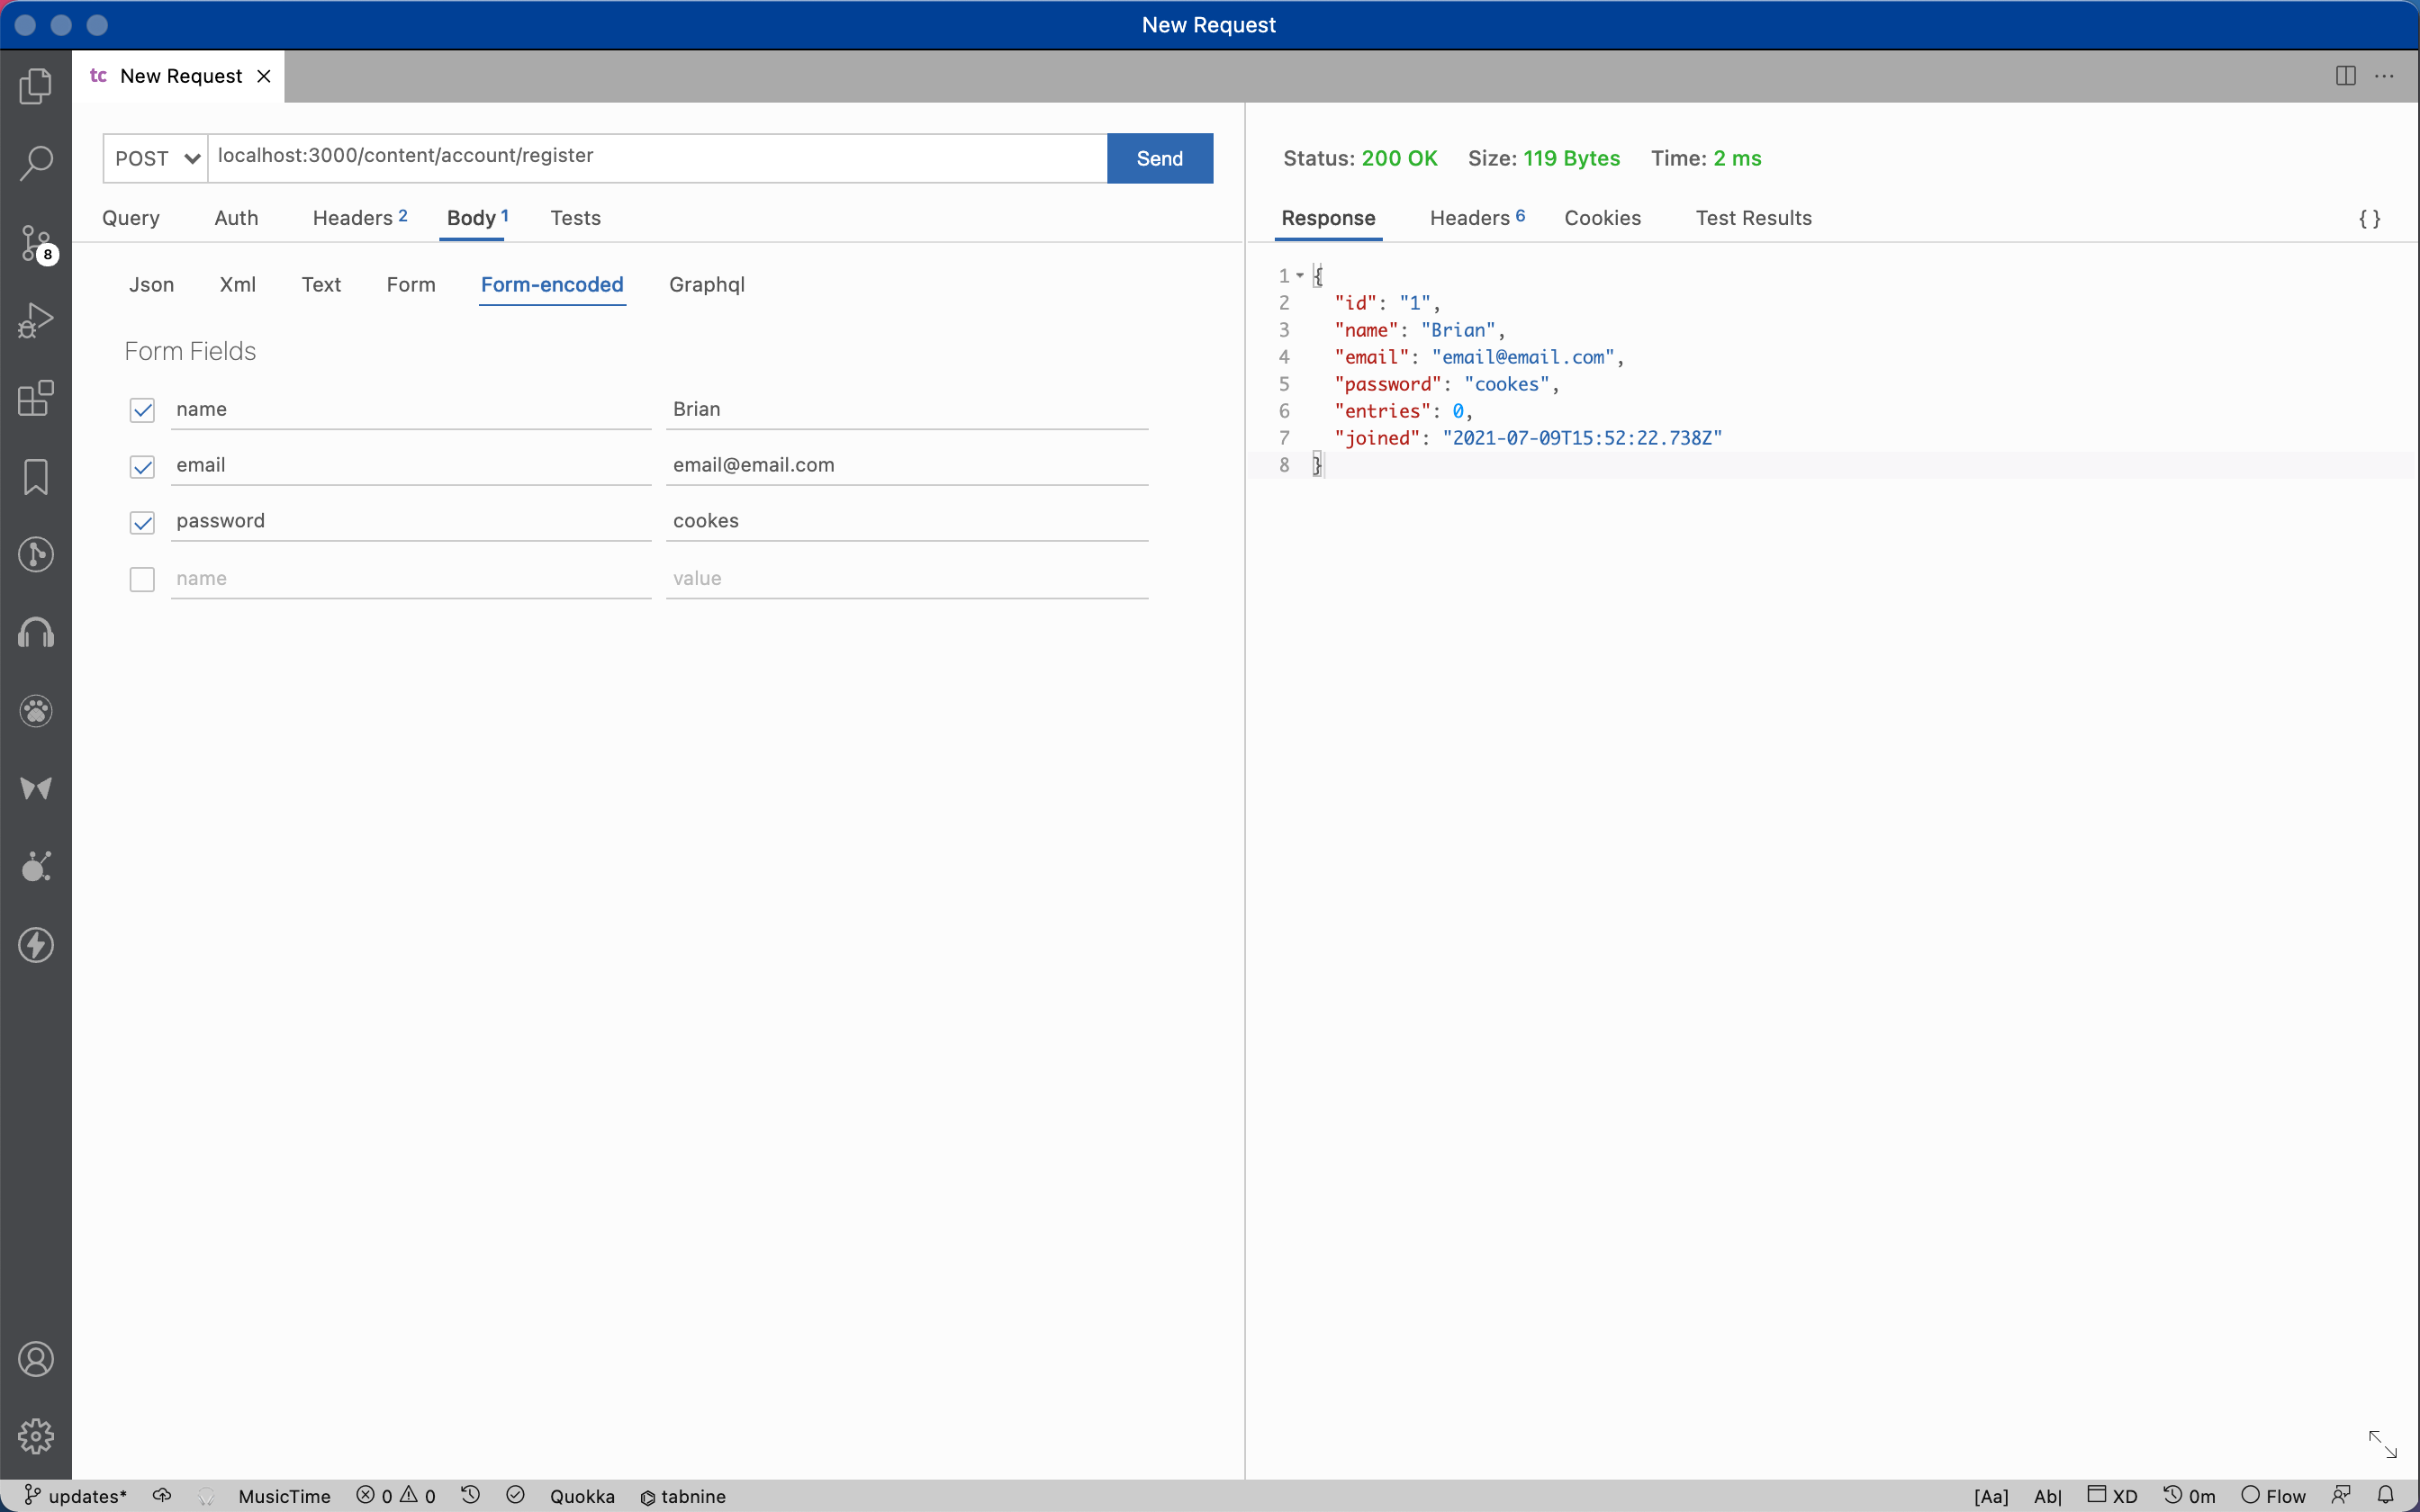 New Request
tc New Request
POST localhost:3000/content/account/register Send
Status: 200 OK Size: 119 Bytes Time: 2 ms
Query Auth Headers 2 Body 1 Tests
Response Headers 6 Cookies Test Results { }
8
Json Xml Text Form Form-encoded Graphql
Form Fields
name Brian
email email@email.com
password cookes
name value
1 {
2 "id": "1",
3 "name": "Brian",
4 "email": "email@email.com",
5 "password": "cookes",
6 "entries": 0,
7 "joined": "2021-07-09T15:52:22.738Z"
8 }
updates* MusicTime 0 0 Quokka tabnine [Aa] Ab| XD 0m Flow